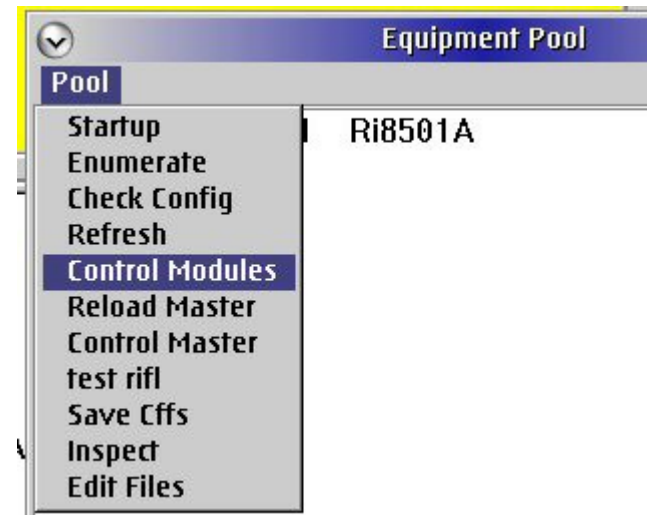 Equipment Pool
Pool
Startup
Ri8501A
Enumerate
Check Config
Refresh
Control Modules
Reload Master
Control Master
test rifl
Save Cffs
Inspect
Edit Files